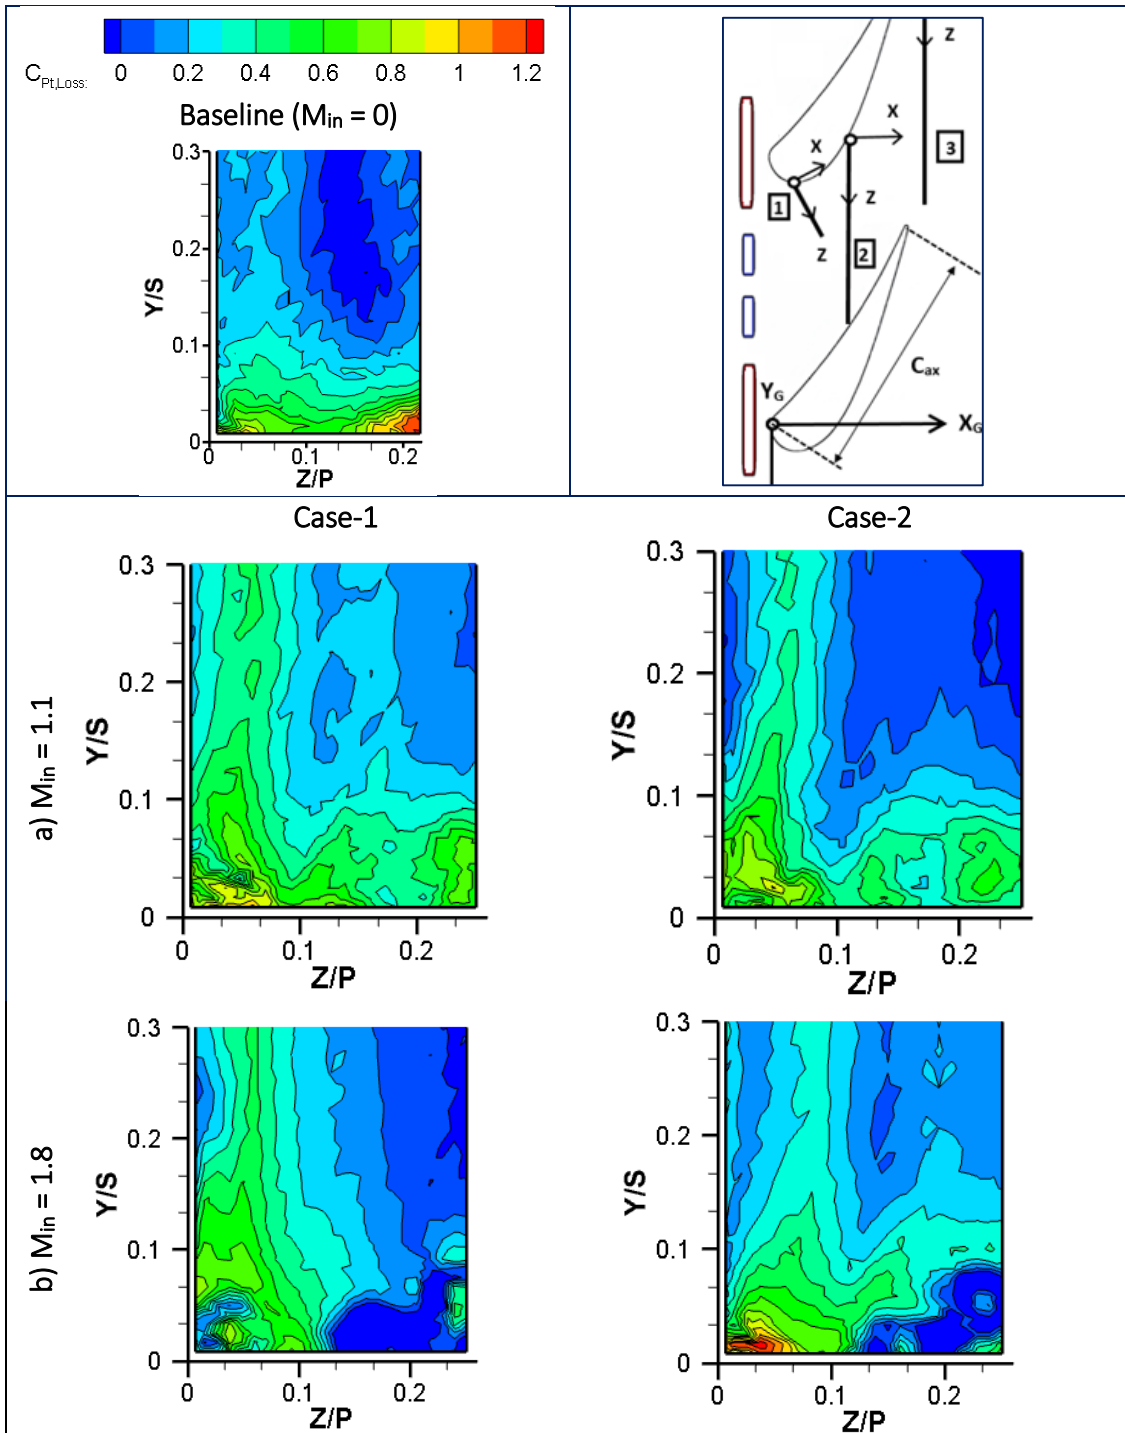 C_Pt,Loss: 0 0.2 0.4 0.6 0.8 1 1.2
Baseline (M_in = 0)
0.3
0.2
0.1
0
Y/S
0 0.1 0.2
Z/P
Z
X
X
3
1
Z
Z
2
C_ax
Y_G
X_G
Case-1
Case-2
a) M_in = 1.1
0.3
0.2
0.1
0
Y/S
0 0.1 0.2
Z/P
0.3
0.2
0.1
0
Y/S
0 0.1 0.2
Z/P
b) M_in = 1.8
0.3
0.2
0.1
0
Y/S
0 0.1 0.2
Z/P
0.3
0.2
0.1
0
Y/S
0 0.1 0.2
Z/P